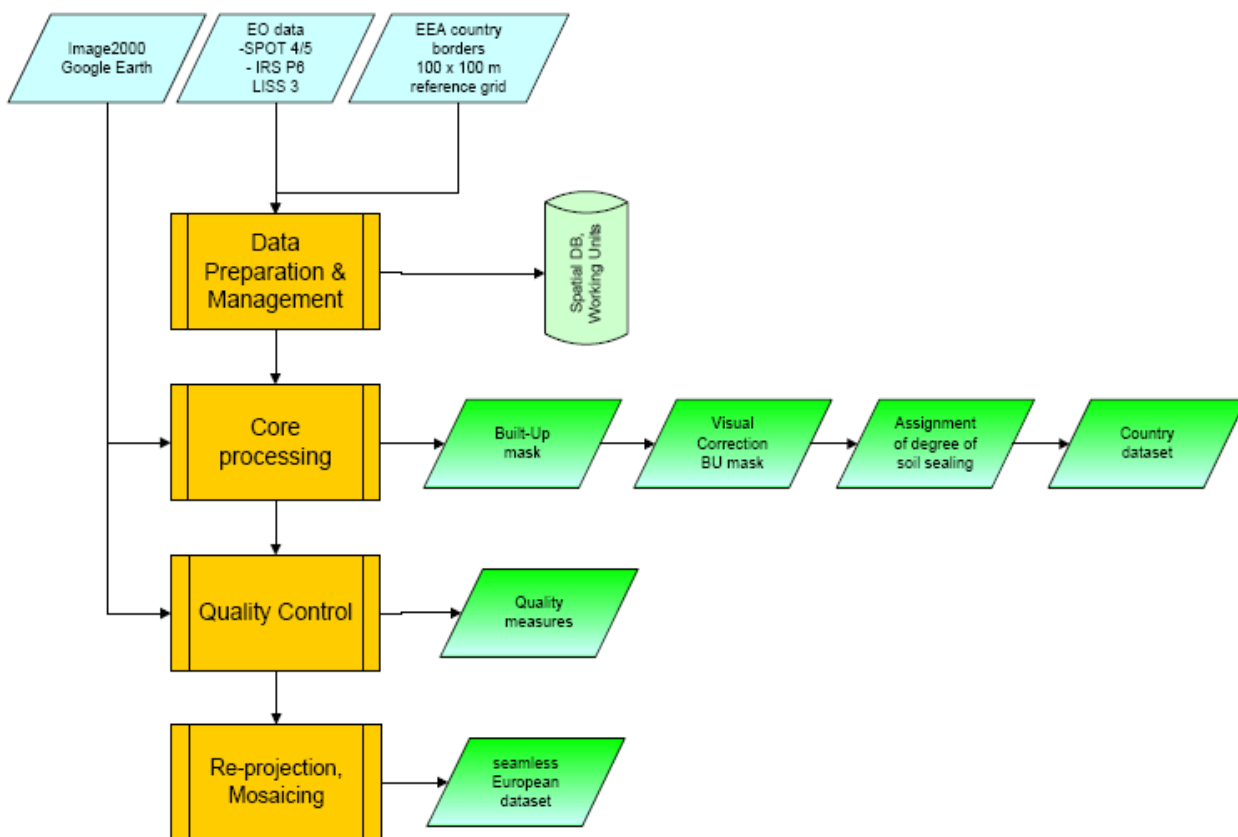 Image2000
Google Earth
EO data
-SPOT 4/5
- IRS P6
LISS 3
EEA country
borders
100 x 100 m
reference grid
Data
Preparation &
Management
Spatial DB,
Working Units
Core
processing
Built-Up
mask
Visual
Correction
BU mask
Assignment
of degree of
soil sealing
Country
dataset
Quality Control
Quality
measures
Re-projection,
Mosaicing
seamless
European
dataset